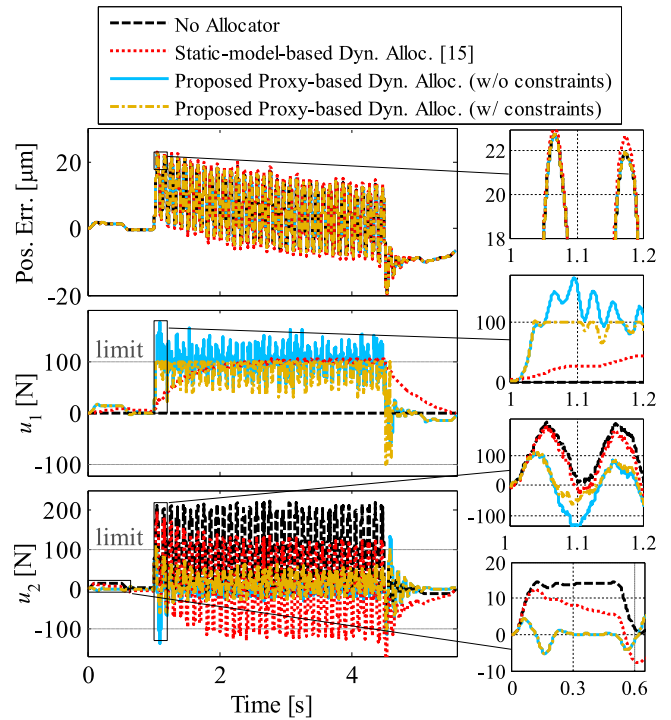 No Allocator
Static-model-based Dyn. Alloc. [15]
Proposed Proxy-based Dyn. Alloc. (w/o constraints)
Proposed Proxy-based Dyn. Alloc. (w/ constraints)
Pos. Err. [µm]
20
0
-20
22
21
20
19
18
1 1.1 1.2
u1 [N]
limit
100
0
-100
100
0
1 1.1 1.2
u2 [N]
limit
200
100
0
-100
200
100
0
-100
1 1.1 1.2
20
10
0
10
0 0.3 0.6
0 2 4
Time [s]